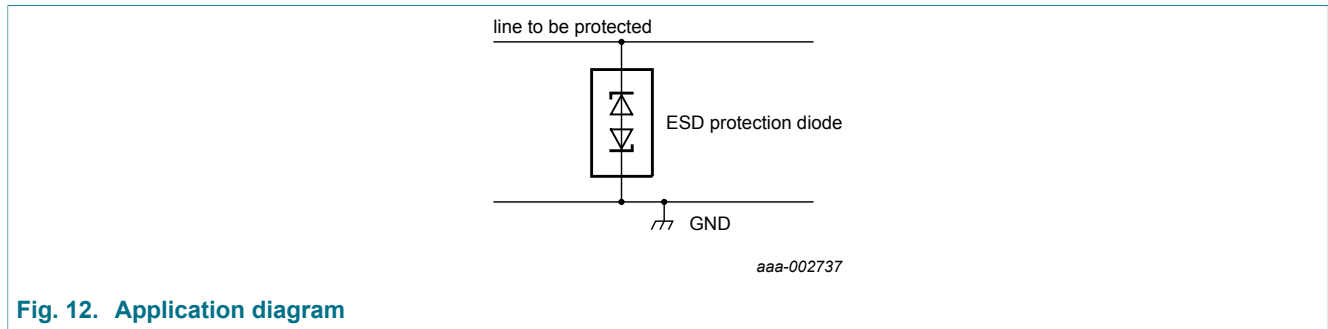 line to be protected
ESD protection diode
GND
aaa-002737
Fig. 12. Application diagram